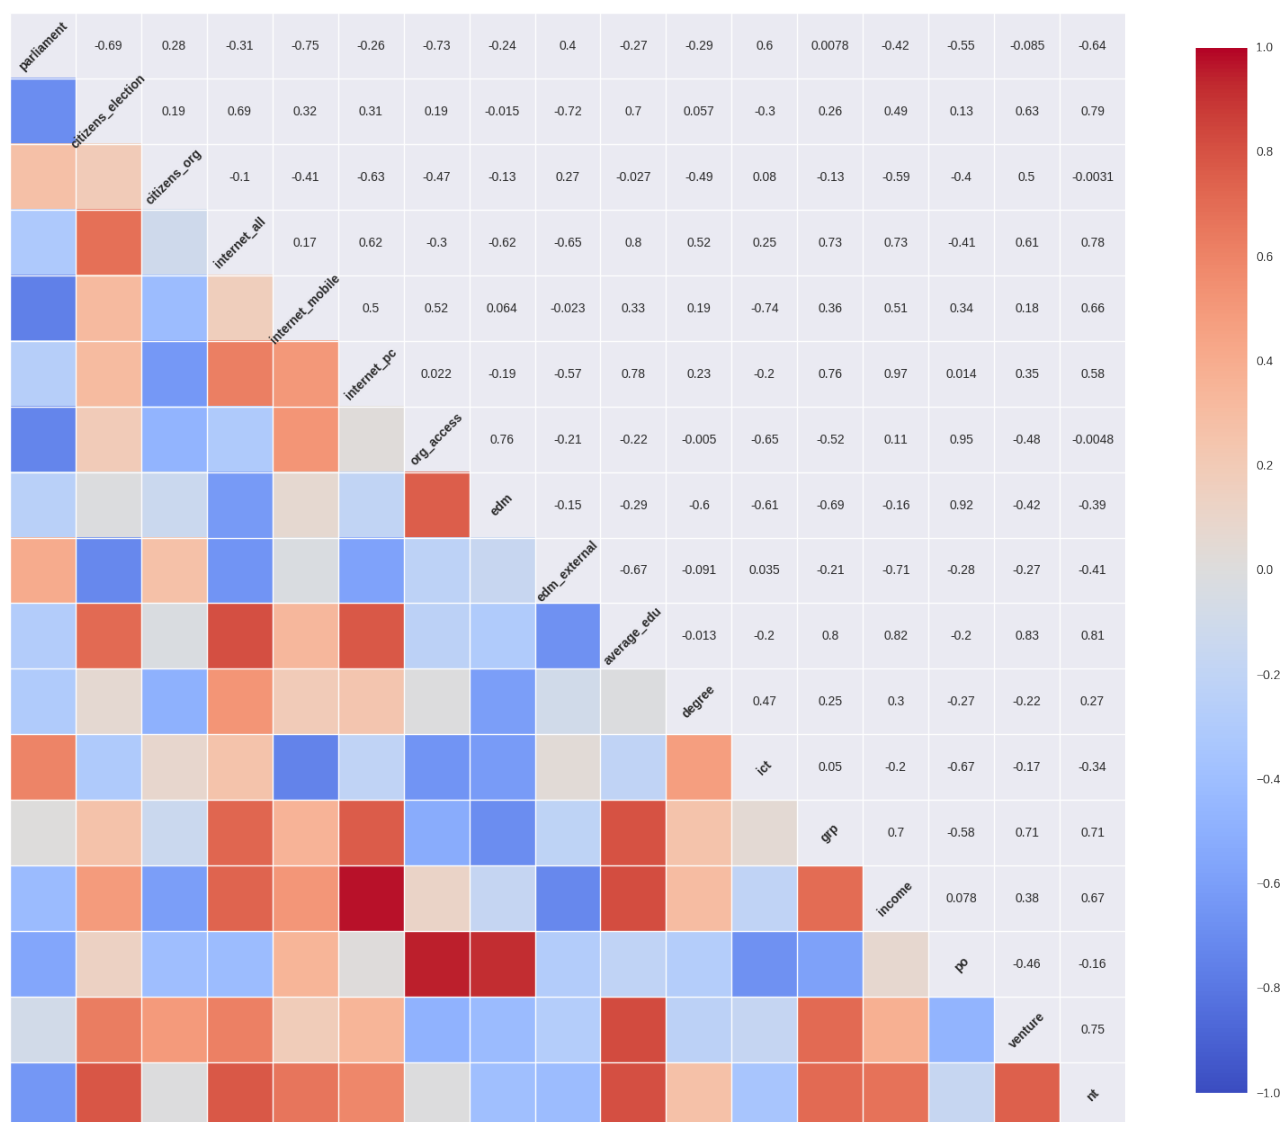 parliament -0.69 0.28 -0.31 -0.75 -0.26 -0.73 -0.24 0.4 -0.27 -0.29 0.6 0.0078 -0.42 -0.55 -0.085 -0.64
citizens_election 0.19 0.69 0.32 0.31 0.19 -0.015 -0.72 0.7 0.057 -0.3 0.26 0.49 0.13 0.63 0.79
citizens_org -0.1 -0.41 -0.63 -0.47 -0.13 0.27 -0.027 -0.49 0.08 -0.13 -0.59 -0.4 0.5 -0.0031
internet_all 0.17 0.62 -0.3 -0.62 -0.65 0.8 0.52 0.25 0.73 0.73 -0.41 0.61 0.78
internet_mobile 0.5 0.52 0.064 -0.023 0.33 0.19 -0.74 0.36 0.51 0.34 0.18 0.66
internet_pc 0.022 -0.19 -0.57 0.78 0.23 -0.2 0.76 0.97 0.014 0.35 0.58
org_access 0.76 -0.21 -0.22 -0.005 -0.65 -0.52 0.11 0.95 -0.48 -0.0048
edm -0.15 -0.29 -0.6 -0.61 -0.69 -0.16 0.92 -0.42 -0.39
edm_external -0.67 -0.091 0.035 -0.21 -0.71 -0.28 -0.27 -0.41
average_edu -0.013 -0.2 0.8 0.82 -0.2 0.83 0.81
degree 0.47 0.25 0.3 -0.27 -0.22 0.27
ict 0.05 -0.2 -0.67 -0.17 -0.34
grp 0.7 -0.58 0.71 0.71
income 0.078 0.38 0.67
po -0.46 -0.16
venture 0.75
nt
1.0
0.8
0.6
0.4
0.2
0.0
−0.2
−0.4
−0.6
−0.8
−1.0